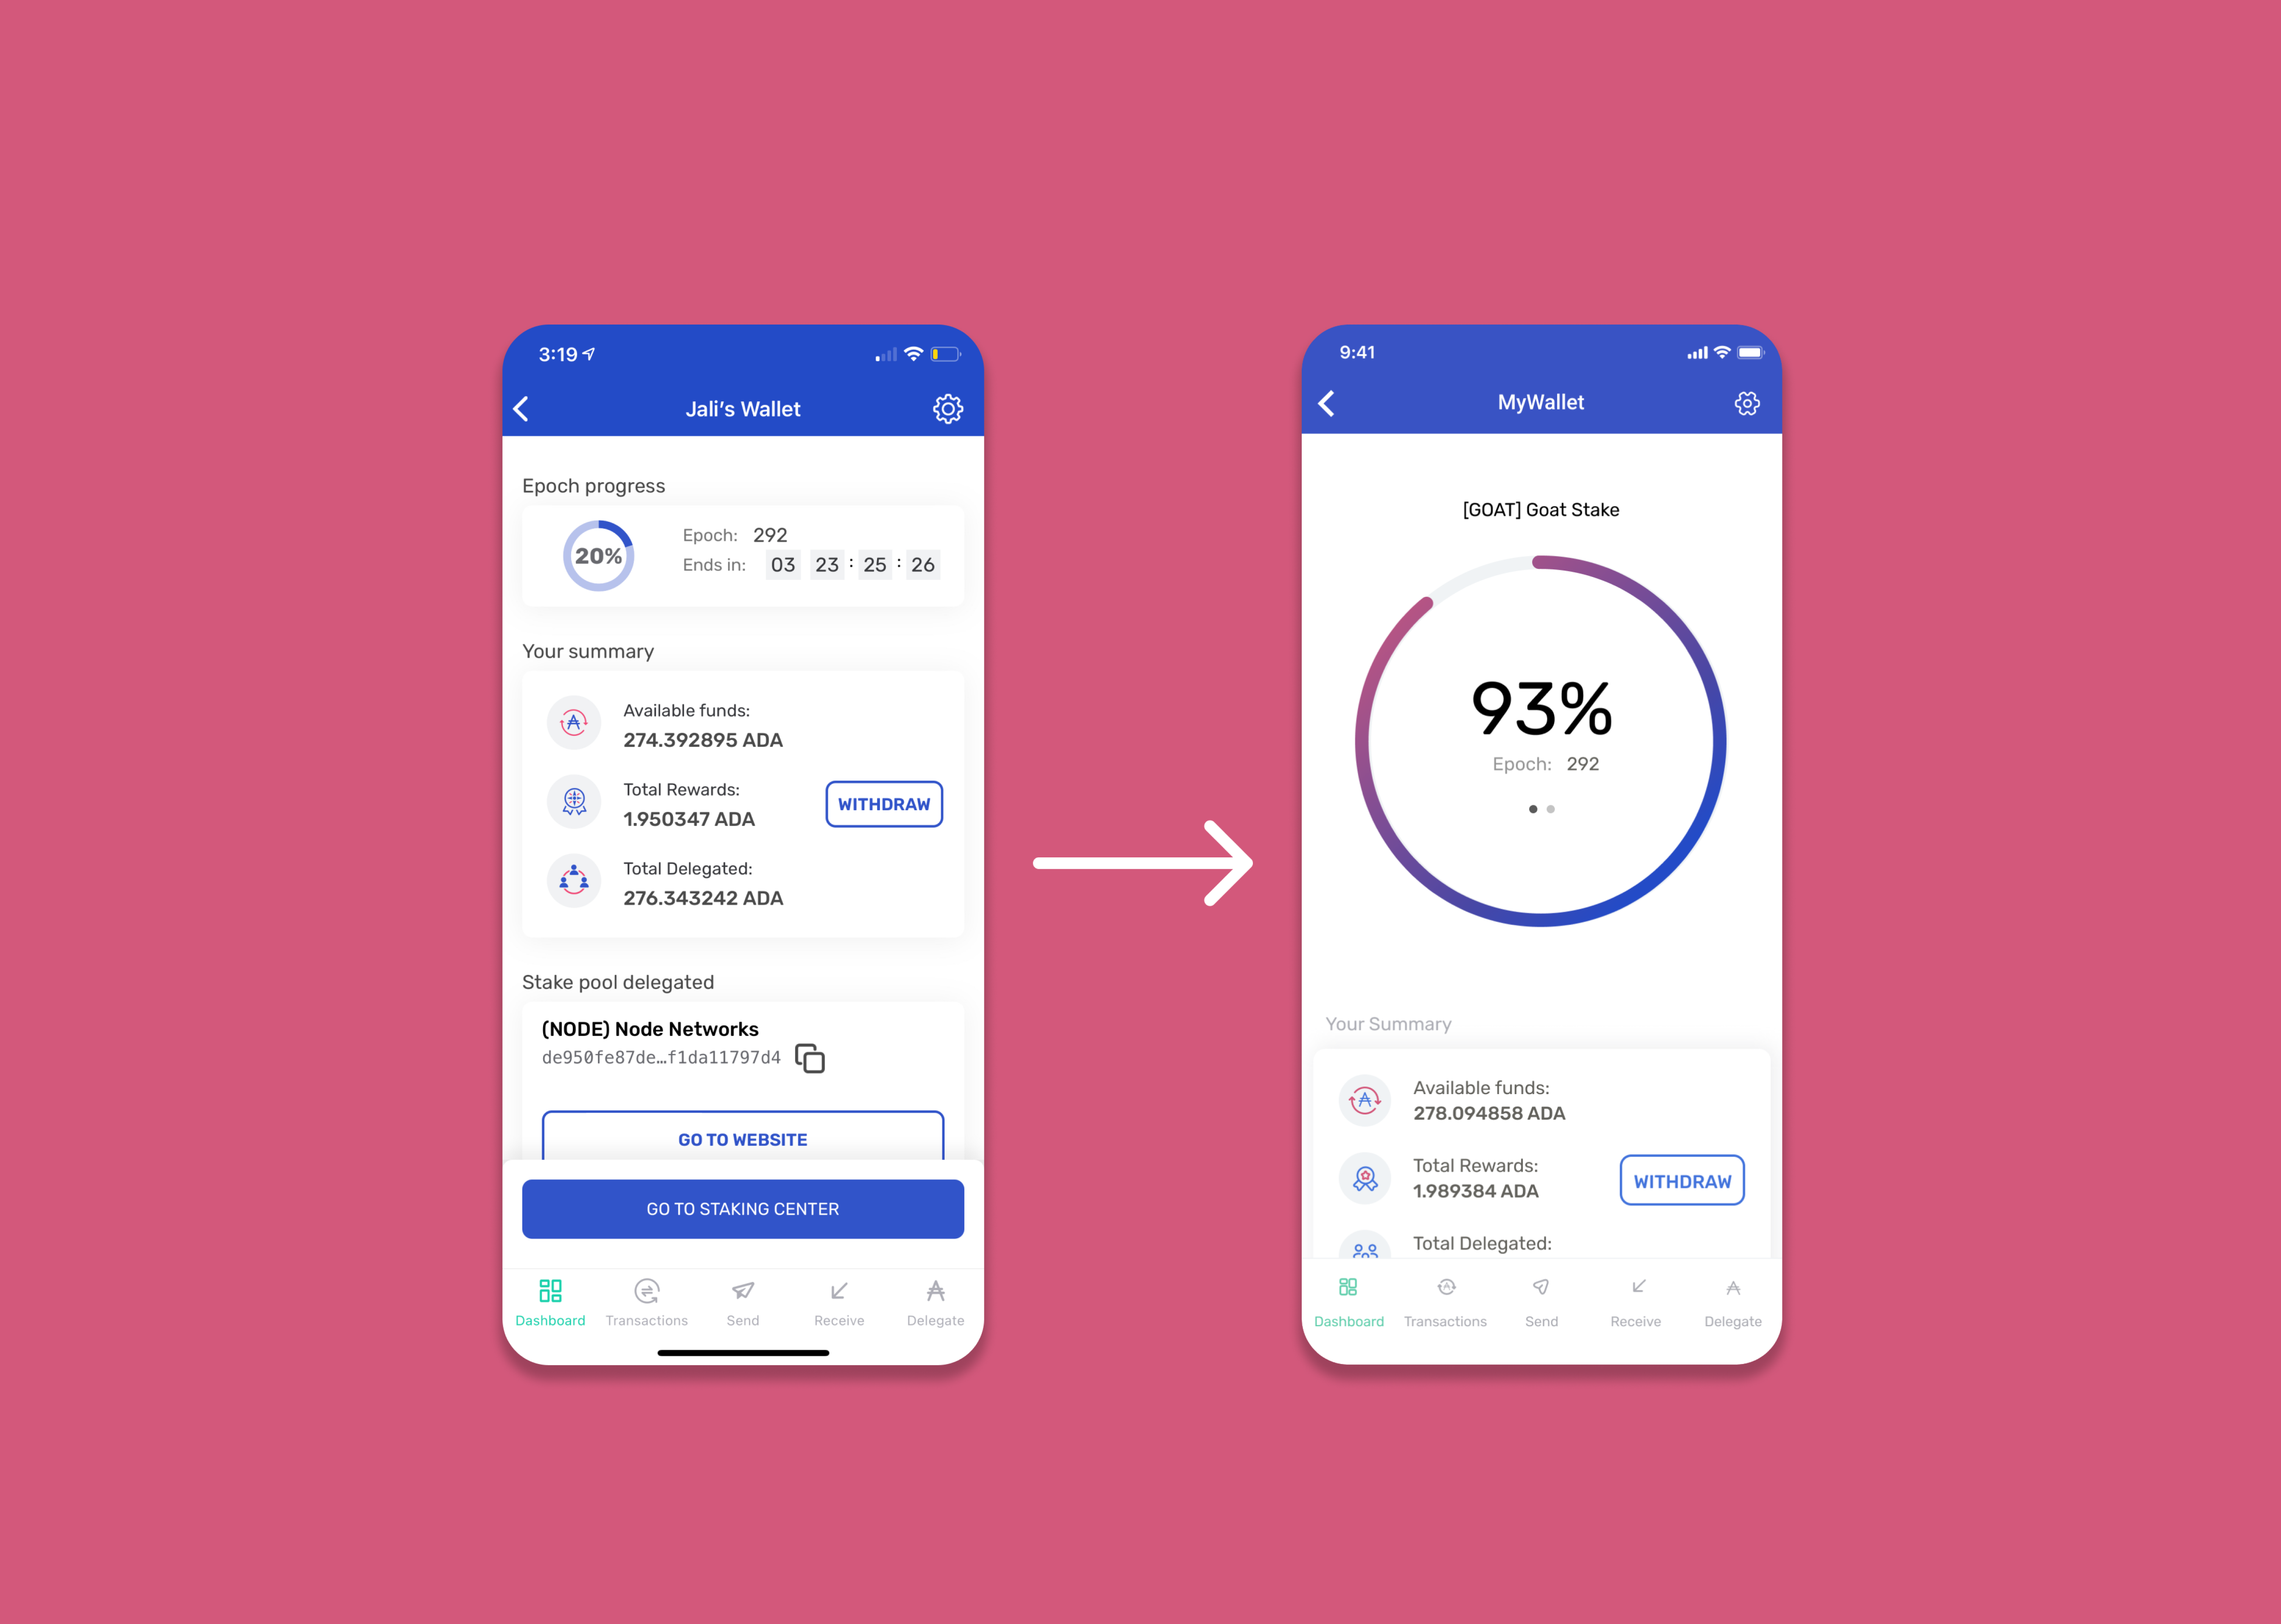 3:19
Jali's Wallet
Epoch progress
20%
Epoch: 292
Ends in: 03 23 : 25 : 26
Your summary
Available funds:
274.392895 ADA
Total Rewards:
1.950347 ADA
WITHDRAW
Total Delegated:
276.343242 ADA
Stake pool delegated
(NODE) Node Networks
de950fe87de...f1da11797d4
GO TO WEBSITE
GO TO STAKING CENTER
Dashboard Transactions Send Receive Delegate
9:41
MyWallet
[GOAT] Goat Stake
93%
Epoch: 292
Your Summary
Available funds:
278.094858 ADA
Total Rewards:
1.989384 ADA
WITHDRAW
Total Delegated:
Dashboard Transactions Send Receive Delegate